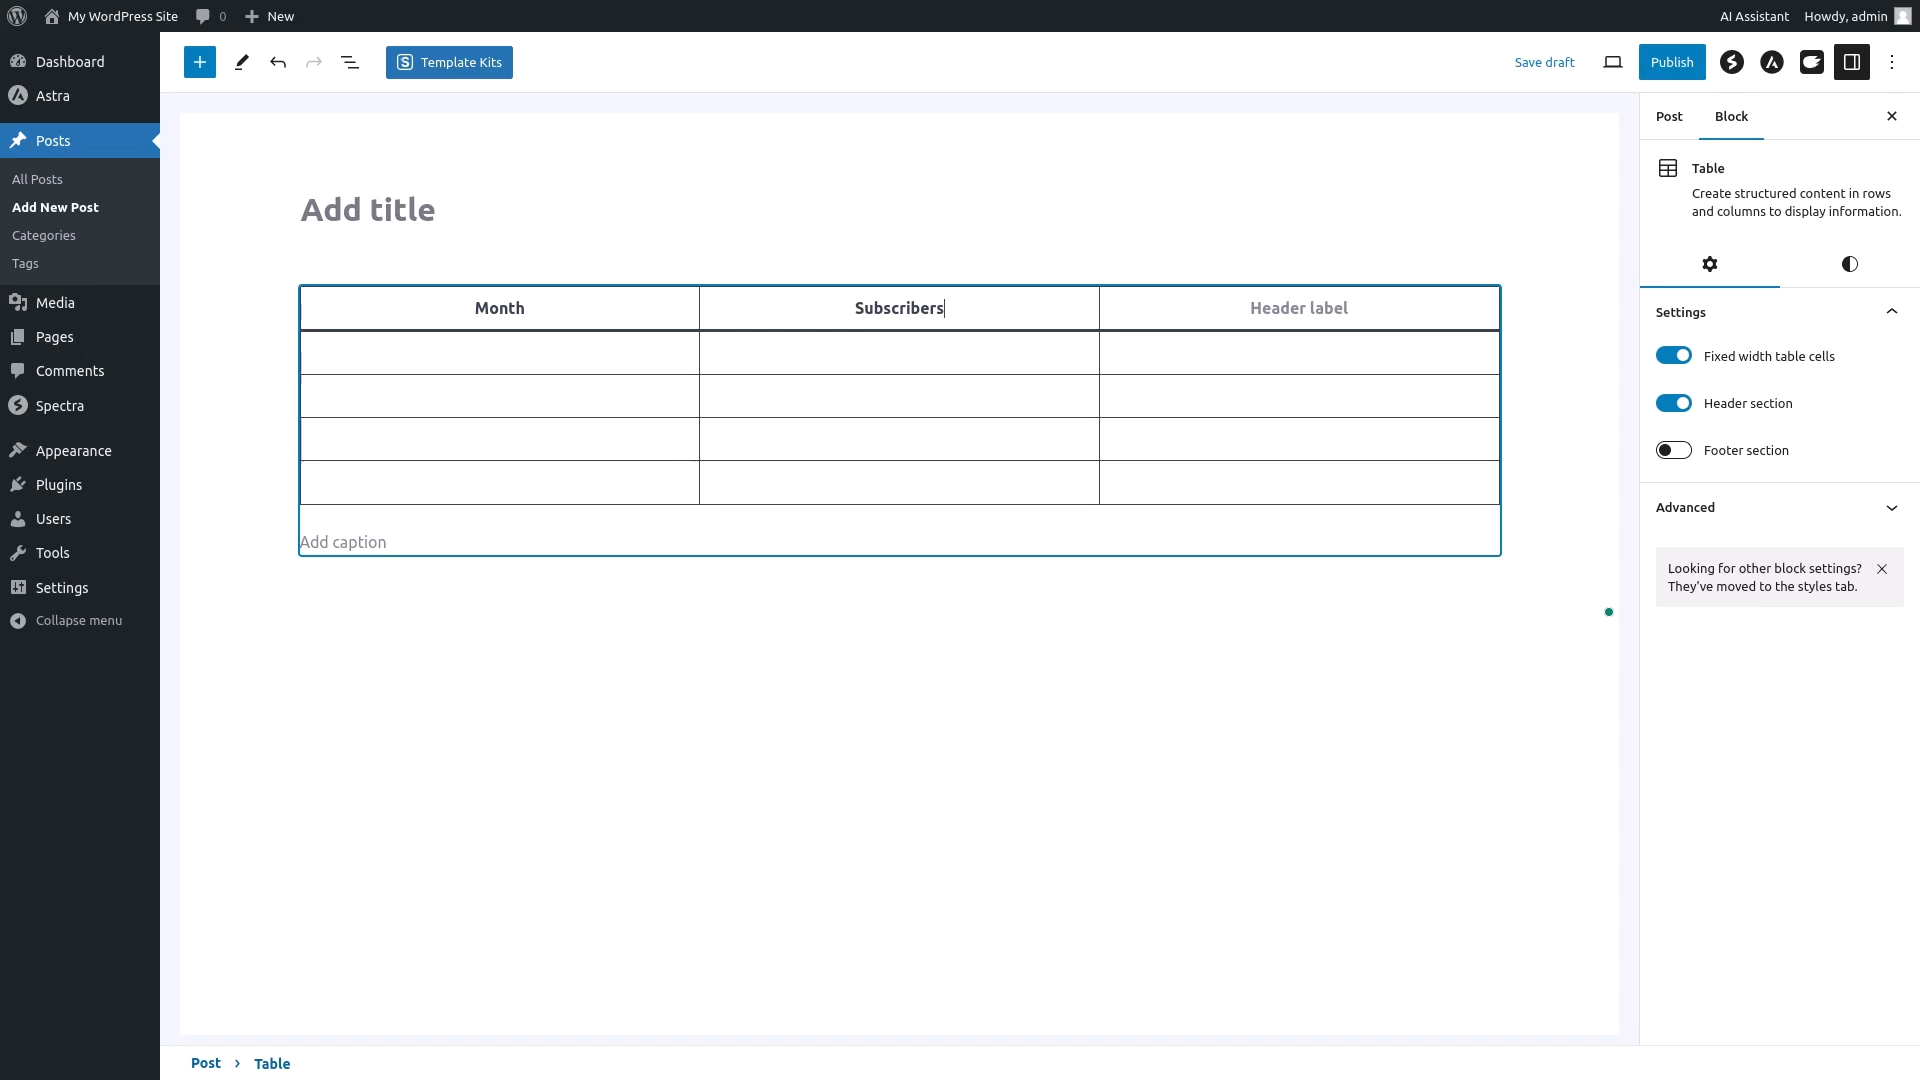 My WordPress Site
0
New
AI Assistant
Howdy, admin
Dashboard
Astra
Posts
All Posts
Add New Post
Categories
Tags
Media
Pages
Comments
Spectra
Appearance
Plugins
Users
Tools
Settings
Collapse menu
Template Kits
Save draft
Publish
Add title
Month
Subscribers
Header label
Add caption
Post
Block
Table
Create structured content in rows
and columns to display information.
Settings
Fixed width table cells
Header section
Footer section
Advanced
Looking for other block settings?
They've moved to the styles tab.
Post › Table